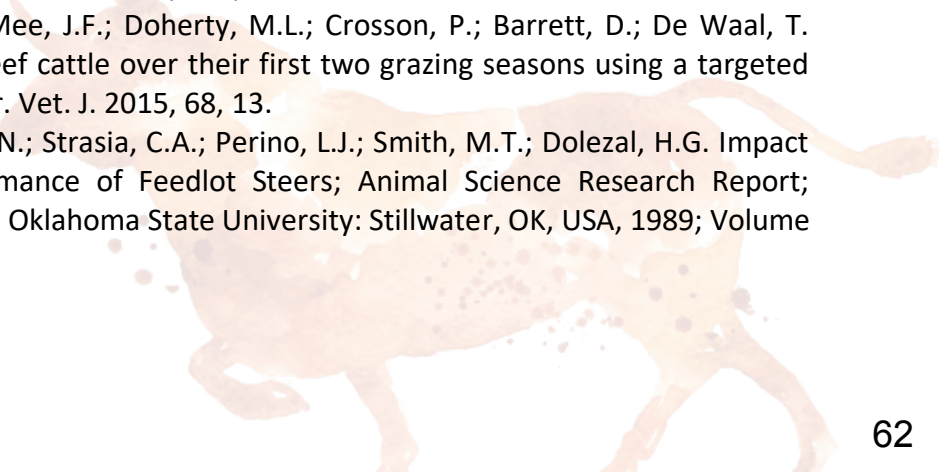 Mee, J.F.; Doherty, M.L.; Crosson, P.; Barrett, D.; De Waal, T.
eef cattle over their first two grazing seasons using a targeted
r. Vet. J. 2015, 68, 13.
N.; Strasia, C.A.; Perino, L.J.; Smith, M.T.; Dolezal, H.G. Impact
mance of Feedlot Steers; Animal Science Research Report;
Oklahoma State University: Stillwater, OK, USA, 1989; Volume
62